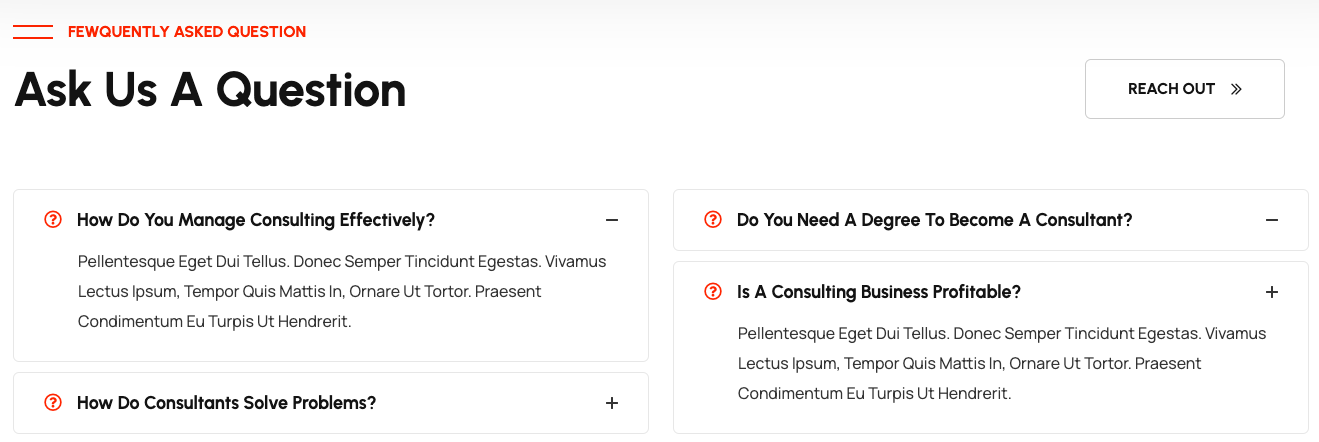 FEWQUENTLY ASKED QUESTION
Ask Us A Question
REACH OUT
How Do You Manage Consulting Effectively?
Pellentesque Eget Dui Tellus. Donec Semper Tincidunt Egestas. Vivamus
Lectus Ipsum, Tempor Quis Mattis In, Ornare Ut Tortor. Praesent
Condimentum Eu Turpis Ut Hendrerit.
How Do Consultants Solve Problems?
Do You Need A Degree To Become A Consultant?
Is A Consulting Business Profitable?
Pellentesque Eget Dui Tellus. Donec Semper Tincidunt Egestas. Vivamus
Lectus Ipsum, Tempor Quis Mattis In, Ornare Ut Tortor. Praesent
Condimentum Eu Turpis Ut Hendrerit.